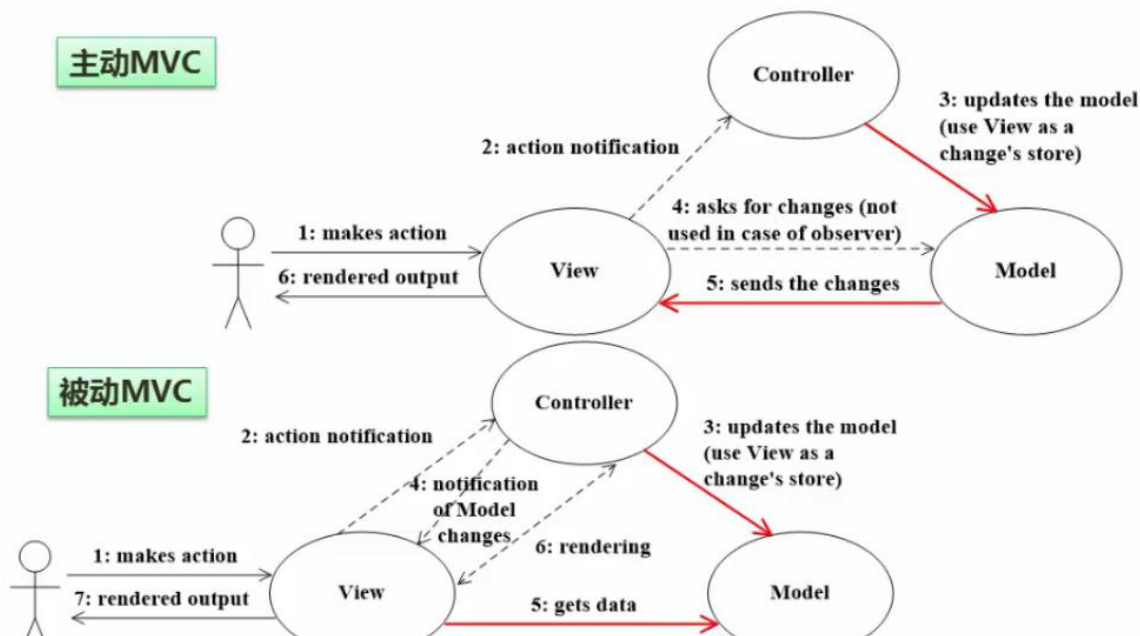 主动MVC
Controller
3: updates the model
(use View as a
change's store)
2: action notification
4: asks for changes (not
used in case of observer)
1: makes action
6: rendered output
View
Model
5: sends the changes
被动MVC
Controller
2: action notification
3: updates the model
(use View as a
change's store)
4: notification
of Model
changes
6: rendering
1: makes action
7: rendered output
View
Model
5: gets data